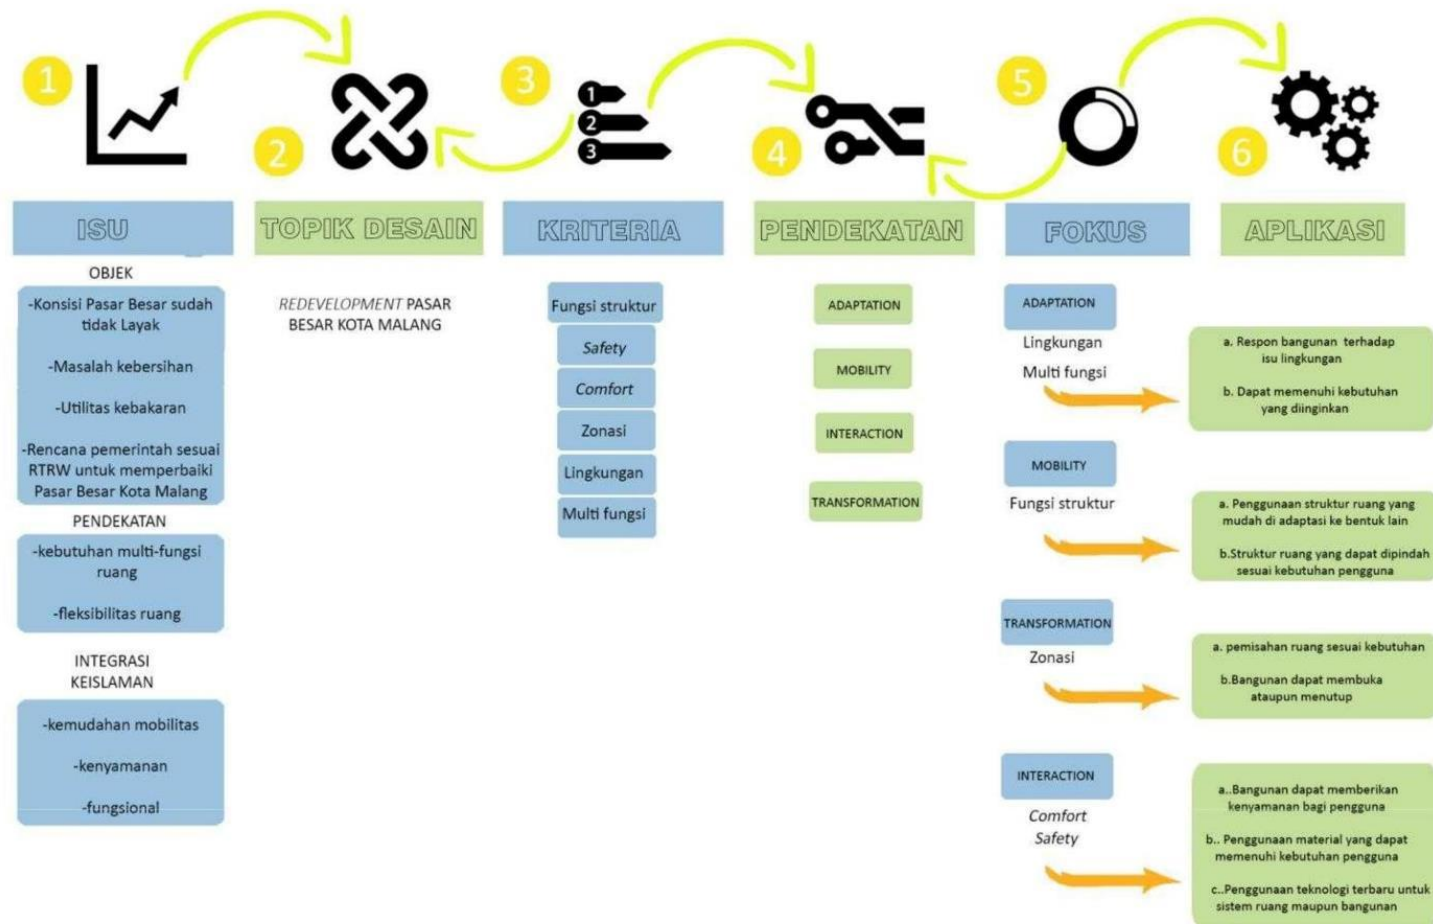 1
2
3
4
5
6
1
2
3
ISU
TOPIK DESAIN
KRITERIA
PENDEKATAN
FOKUS
APLIKASI
OBJEK
-Konsisi Pasar Besar sudah
tidak Layak
-Masalah kebersihan
-Utilitas kebakaran
-Rencana pemerintah sesuai
RTRW untuk memperbaiki
Pasar Besar Kota Malang
PENDEKATAN
-kebutuhan multi-fungsi
ruang
-fleksibilitas ruang
INTEGRASI
KEISLAMAN
-kemudahan mobilitas
-kenyamanan
-fungsional
REDEVELOPMENT PASAR
BESAR KOTA MALANG
Fungsi struktur
Safety
Comfort
Zonasi
Lingkungan
Multi fungsi
ADAPTATION
MOBILITY
INTERACTION
TRANSFORMATION
ADAPTATION
Lingkungan
Multi fungsi
MOBILITY
Fungsi struktur
TRANSFORMATION
Zonasi
INTERACTION
Comfort
Safety
a. Respon bangunan terhadap
isu lingkungan
b. Dapat memenuhi kebutuhan
yang diinginkan
a. Penggunaan struktur ruang yang
mudah di adaptasi ke bentuk lain
b.Struktur ruang yang dapat dipindah
sesuai kebutuhan pengguna
a. pemisahan ruang sesuai kebutuhan
b.Bangunan dapat membuka
ataupun menutup
a..Bangunan dapat memberikan
kenyamanan bagi pengguna
b.. Penggunaan material yang dapat
memenuhi kebutuhan pengguna
c..Penggunaan teknologi terbaru untuk
sistem ruang maupun bangunan